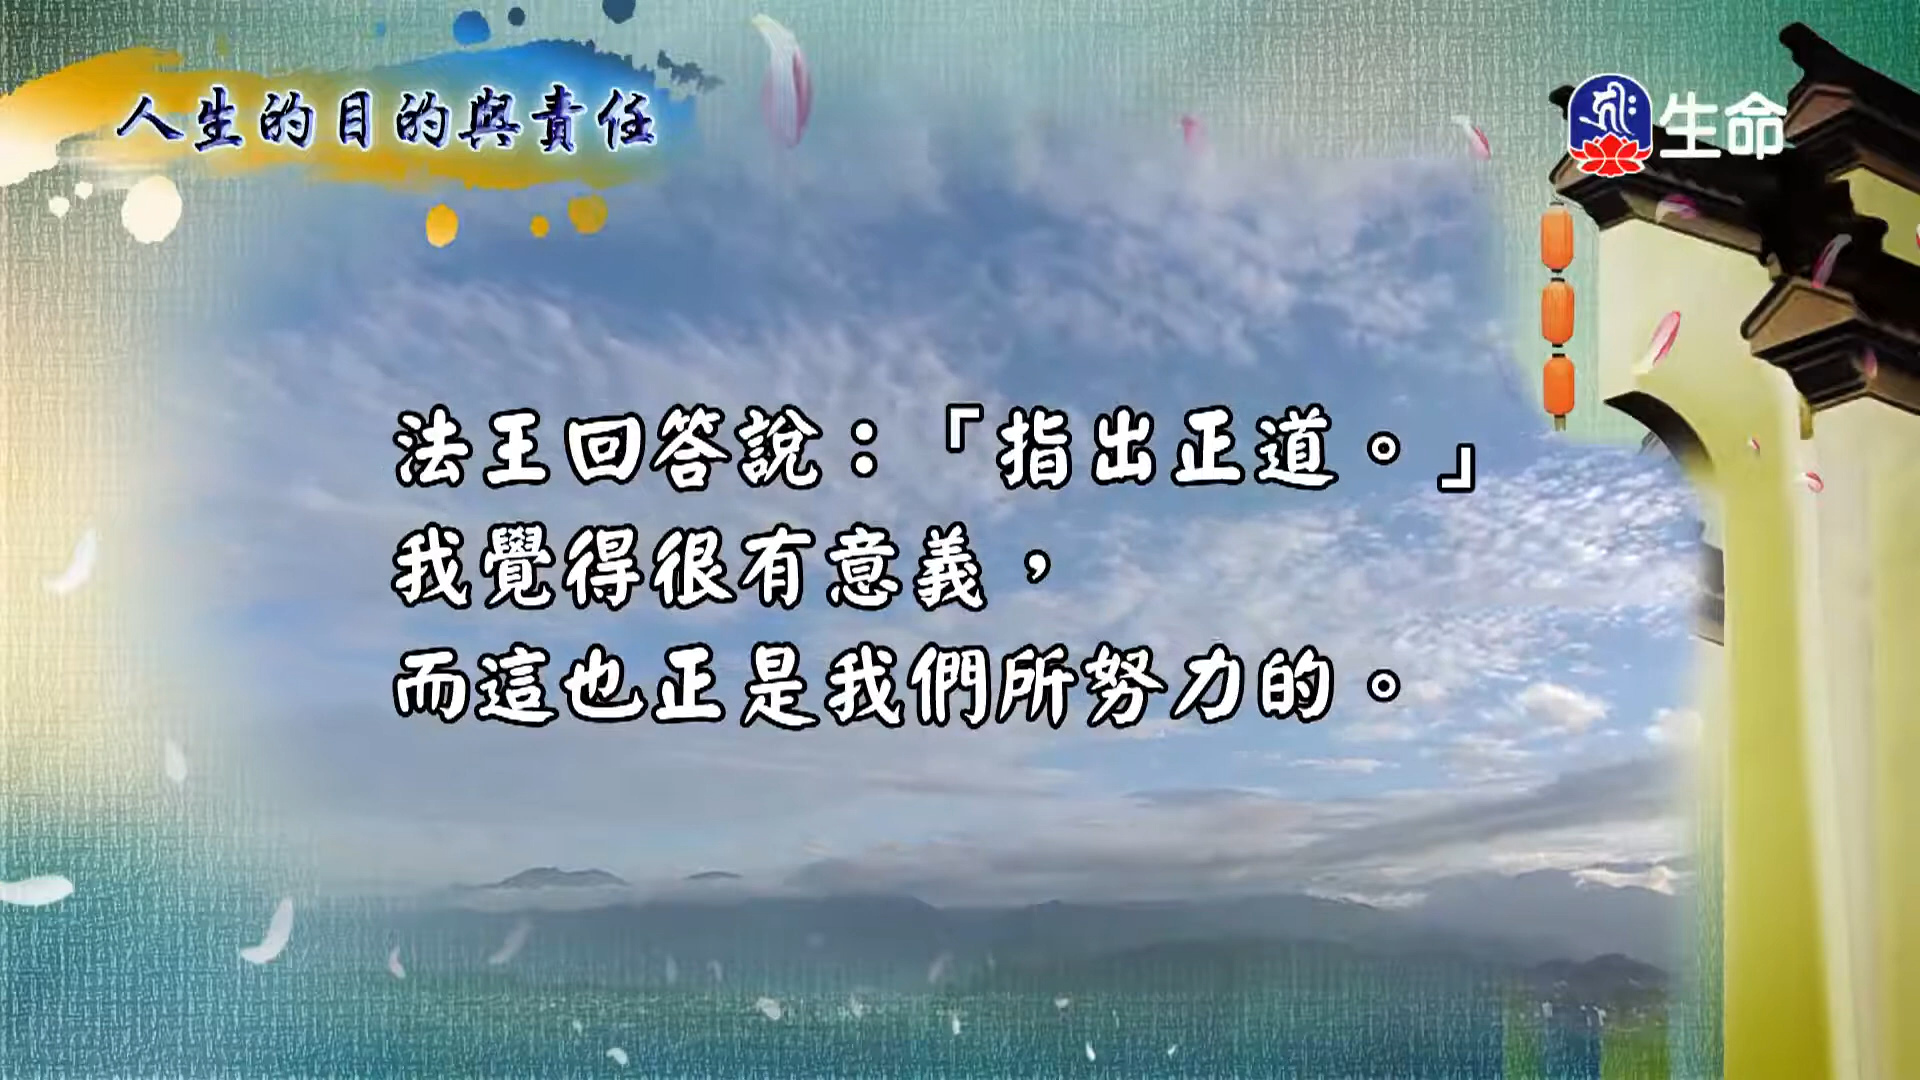 人生的目的與責任
生命
法王回答說：「指出正道。」
我覺得很有意義，
而這也正是我們所努力的。